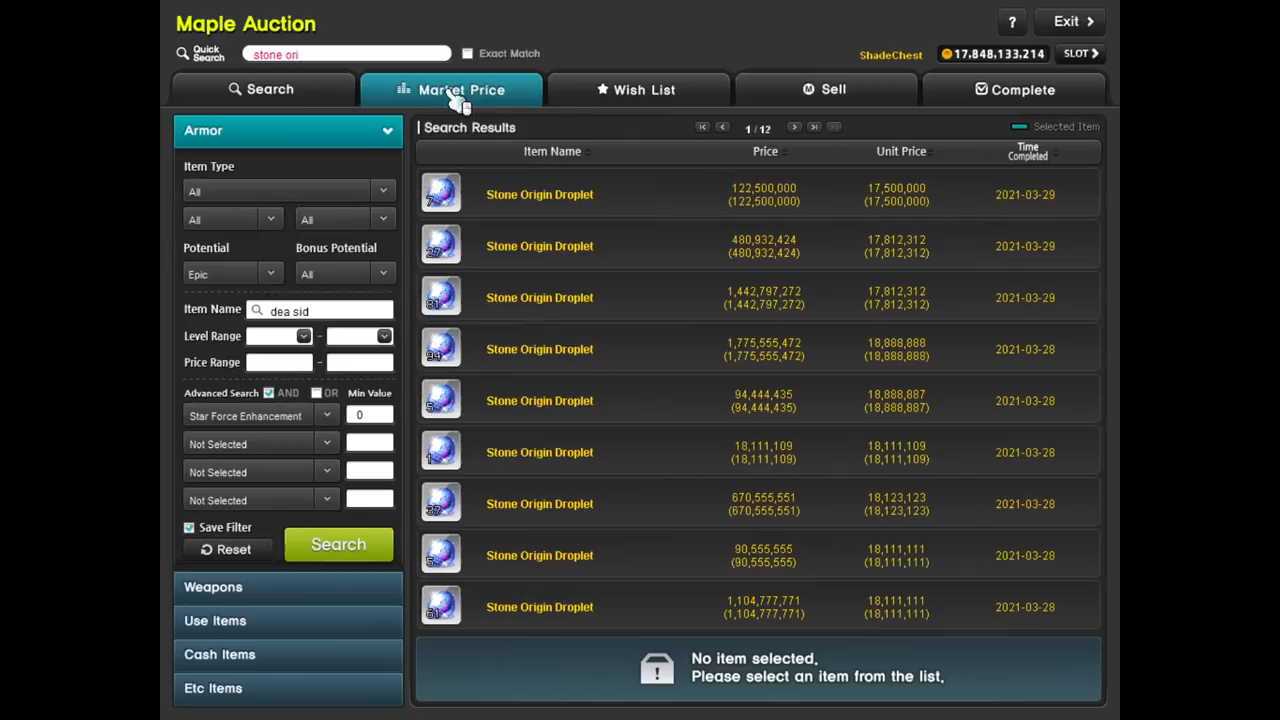 Maple Auction
? Exit
Quick Search stone ori Exact Match ShadeChest 17,848,133,214 SLOT
Search Market Price Wish List Sell Complete
Armor
Item Type
All
All All
Potential Bonus Potential
Epic All
Item Name dea sid
Level Range -
Price Range -
Advanced Search AND OR Min Value
Star Force Enhancement 0
Not Selected
Not Selected
Not Selected
Save Filter
Reset Search
Weapons
Use Items
Cash Items
Etc Items
Search Results 1 / 12 Selected Item
Item Name Price Unit Price Time Completed
7 Stone Origin Droplet 122,500,000 17,500,000 2021-03-29
(122,500,000) (17,500,000)
27 Stone Origin Droplet 480,932,424 17,812,312 2021-03-29
(480,932,424) (17,812,312)
81 Stone Origin Droplet 1,442,797,272 17,812,312 2021-03-29
(1,442,797,272) (17,812,312)
94 Stone Origin Droplet 1,775,555,472 18,888,888 2021-03-28
(1,775,555,472) (18,888,888)
5 Stone Origin Droplet 94,444,435 18,888,887 2021-03-28
(94,444,435) (18,888,887)
1 Stone Origin Droplet 18,111,109 18,111,109 2021-03-28
(18,111,109) (18,111,109)
37 Stone Origin Droplet 670,555,551 18,123,123 2021-03-28
(670,555,551) (18,123,123)
5 Stone Origin Droplet 90,555,555 18,111,111 2021-03-28
(90,555,555) (18,111,111)
61 Stone Origin Droplet 1,104,777,771 18,111,111 2021-03-28
(1,104,777,771) (18,111,111)
No item selected.
Please select an item from the list.